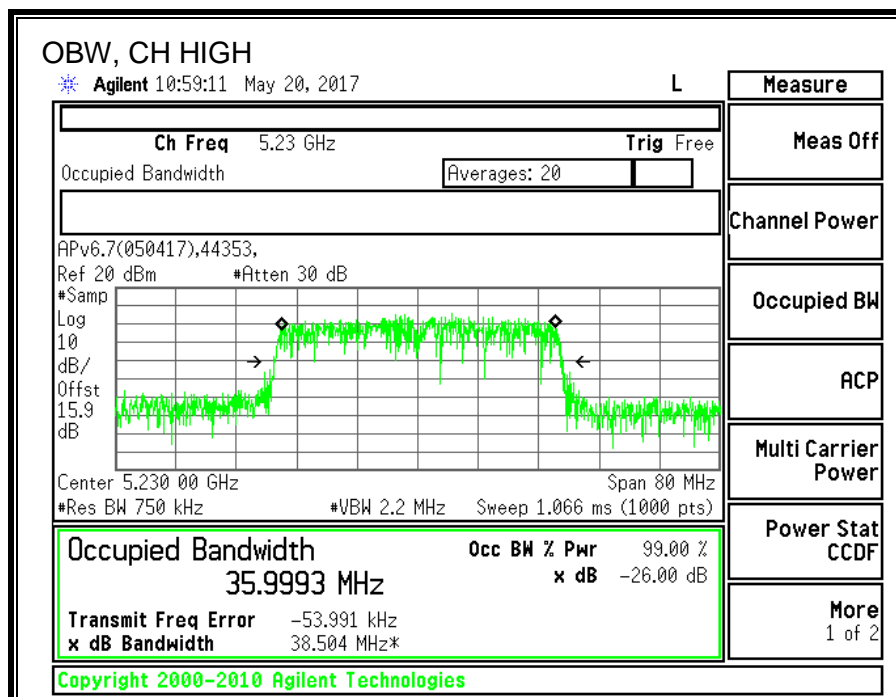 OBW, CH HIGH
Agilent 10:59:11 May 20, 2017 L
Measure
Ch Freq 5.23 GHz Trig Free
Meas Off
Occupied Bandwidth Averages: 20
Channel Power
APv6.7(050417),44353,
Ref 20 dBm #Atten 30 dB
#Samp
Log
10
dB/
Offst
15.9
dB
Occupied BW
ACP
Center 5.230 00 GHz Span 80 MHz
#Res BW 750 kHz #VBW 2.2 MHz Sweep 1.066 ms (1000 pts)
Multi Carrier
Power
Occupied Bandwidth
35.9993 MHz
Occ BW % Pwr 99.00 %
x dB -26.00 dB
Power Stat
CCDF
Transmit Freq Error -53.991 kHz
x dB Bandwidth 38.504 MHz*
More
1 of 2
Copyright 2000-2010 Agilent Technologies